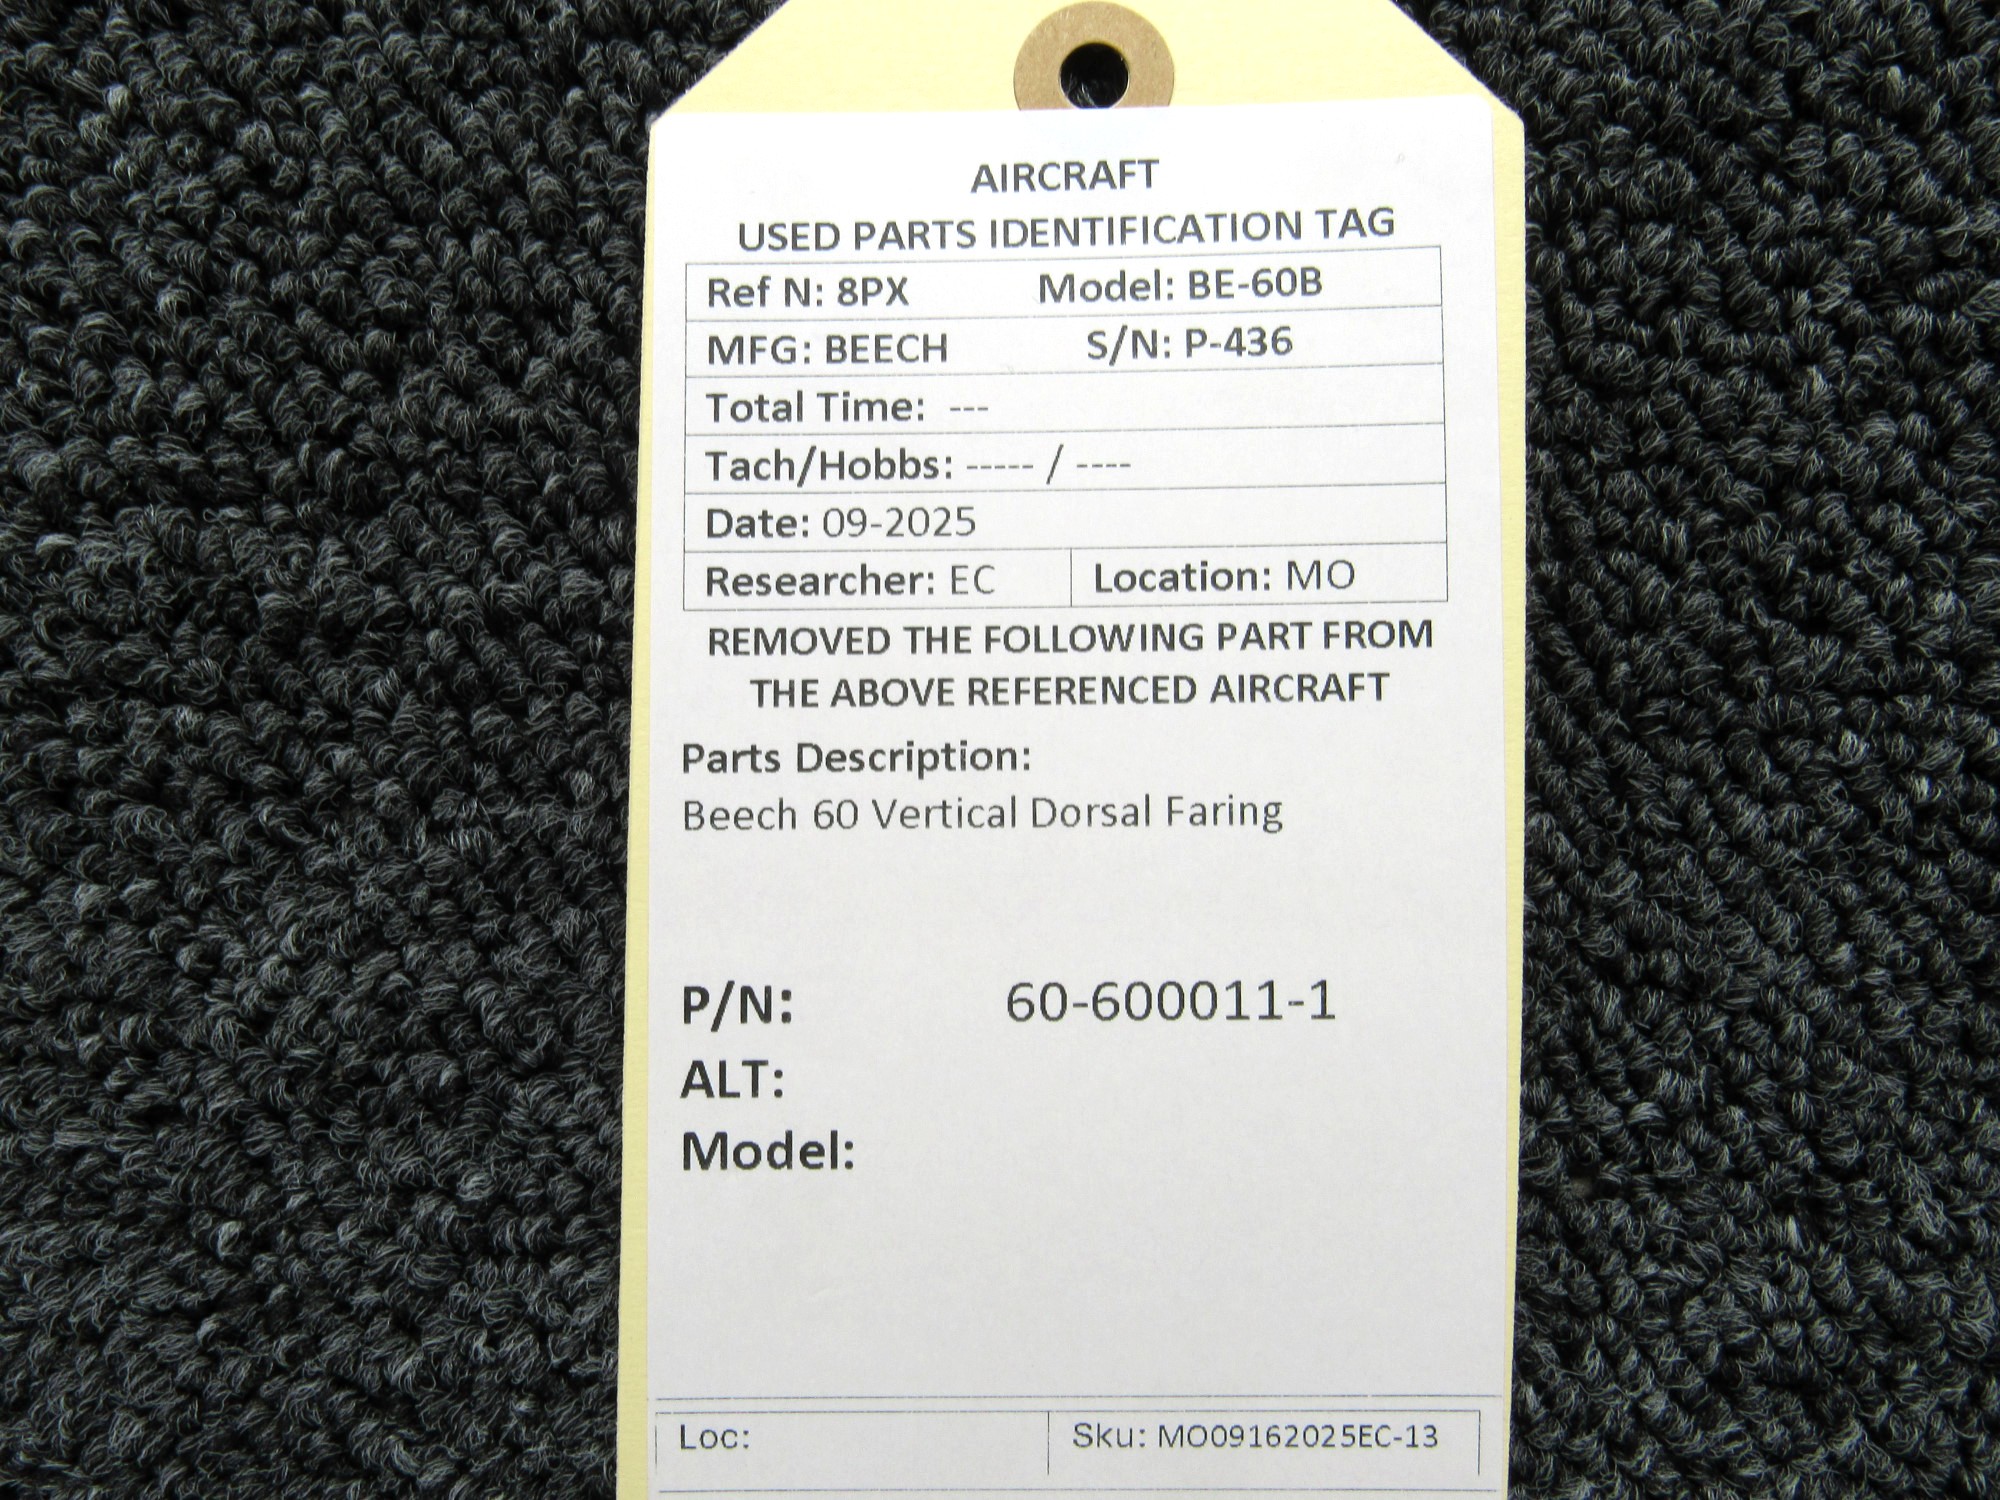 AIRCRAFT
USED PARTS IDENTIFICATION TAG
Ref N: 8PX Model: BE-60B
MFG: BEECH S/N: P-436
Total Time: ---
Tach/Hobbs: ----- / ----
Date: 09-2025
Researcher: EC Location: MO
REMOVED THE FOLLOWING PART FROM
THE ABOVE REFERENCED AIRCRAFT
Parts Description:
Beech 60 Vertical Dorsal Faring
P/N: 60-600011-1
ALT:
Model:
Loc: Sku: MO09162025EC-13